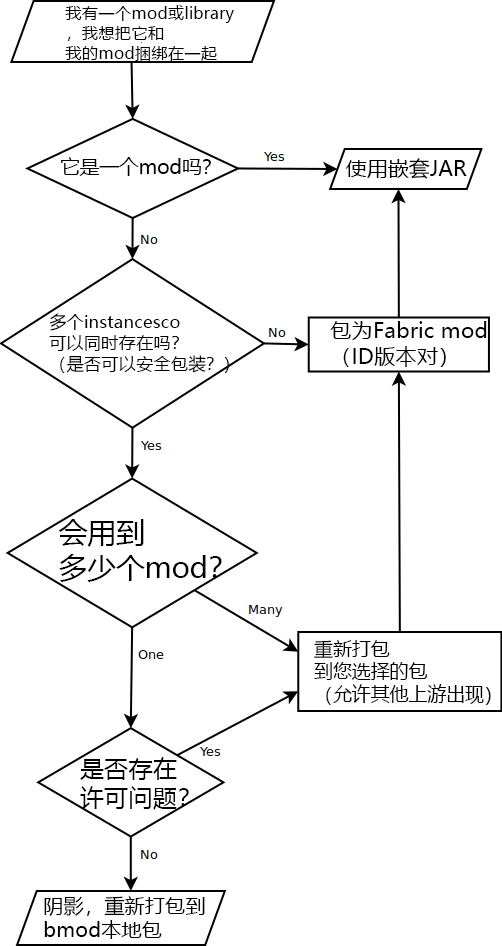 我有一个mod或library
，我想把它和
我的mod捆绑在一起
它是一个mod吗？
Yes
使用嵌套JAR
No
多个instancesco
可以同时存在吗？
（是否可以安全包装？）
No
包为Fabric mod
（ID版本对）
Yes
会用到
多少个mod？
Many
One
重新打包
到您选择的包
（允许其他上游出现）
是否存在
许可问题？
Yes
No
阴影，重新打包到
bmod本地包